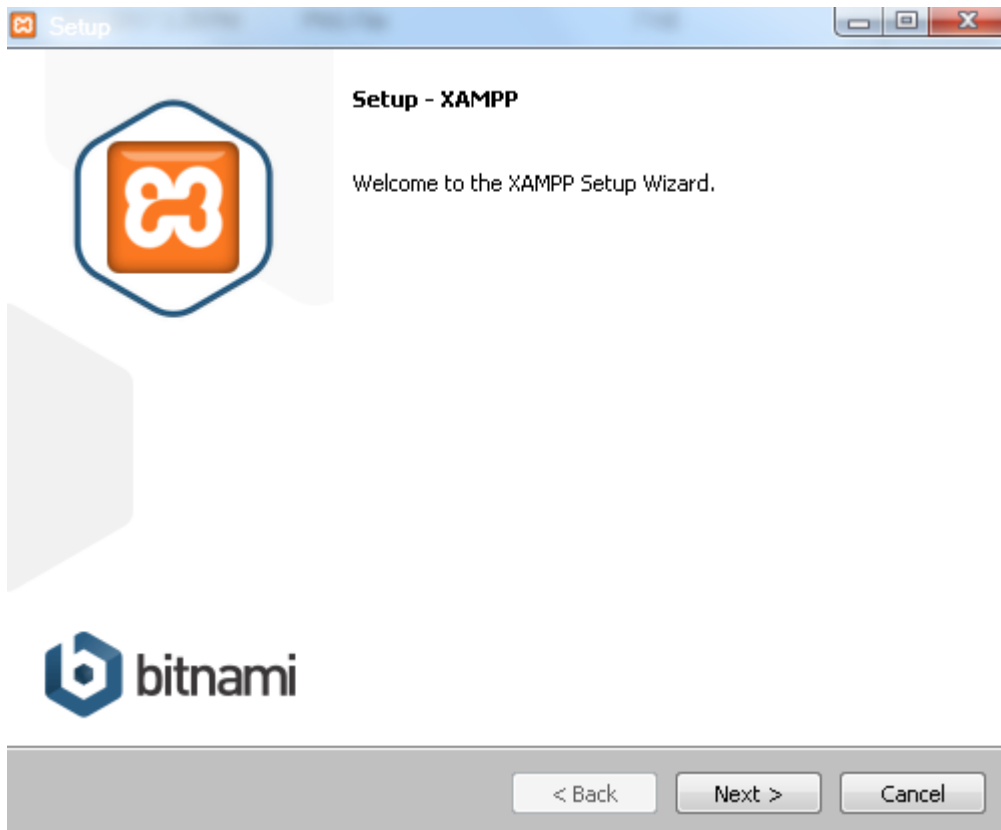 Setup
Setup - XAMPP
Welcome to the XAMPP Setup Wizard.
bitnami
< Back
Next >
Cancel